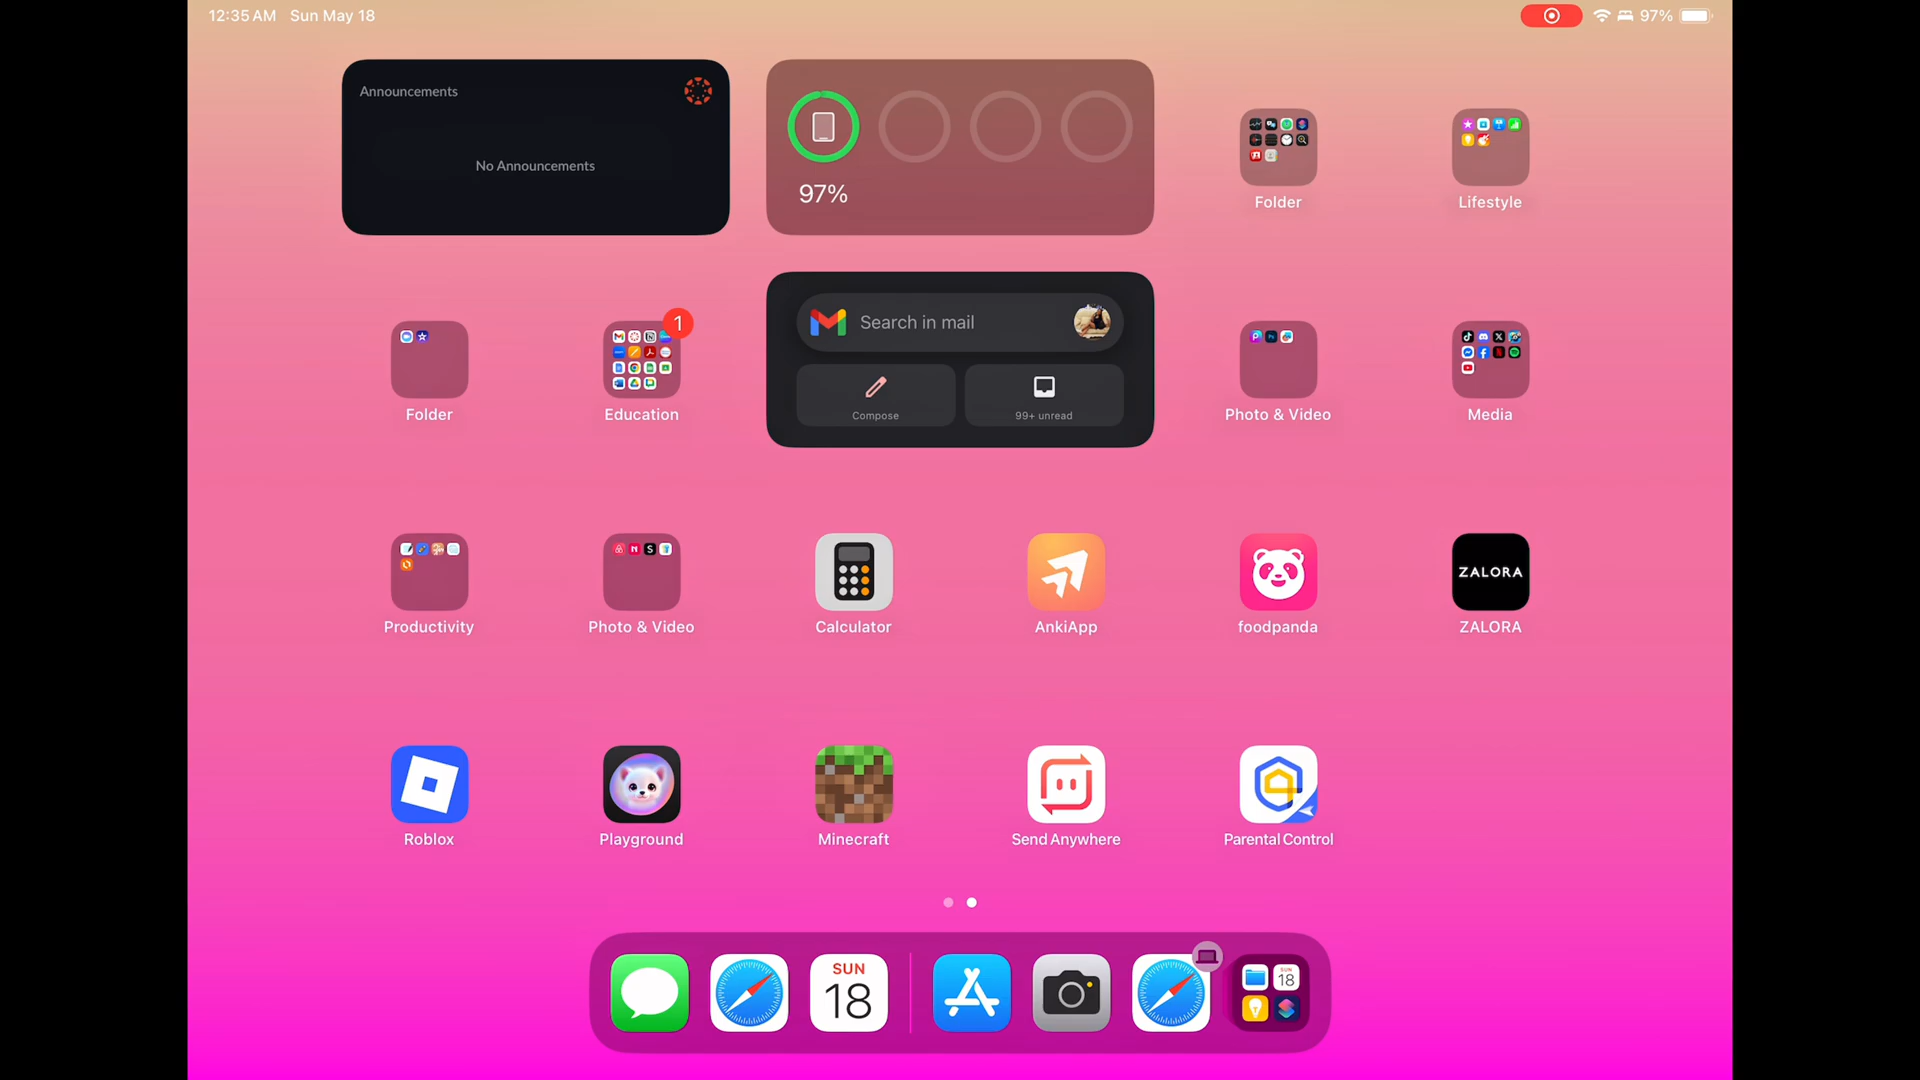 12:35 AM Sun May 18
97%
Announcements
No Announcements
97%
Folder
Lifestyle
Search in mail
Compose
99+ unread
Folder
1
Education
Photo & Video
Media
Productivity
Photo & Video
Calculator
AnkiApp
foodpanda
ZALORA
ZALORA
Roblox
Playground
Minecraft
Send Anywhere
Parental Control
SUN
18
SUN
18